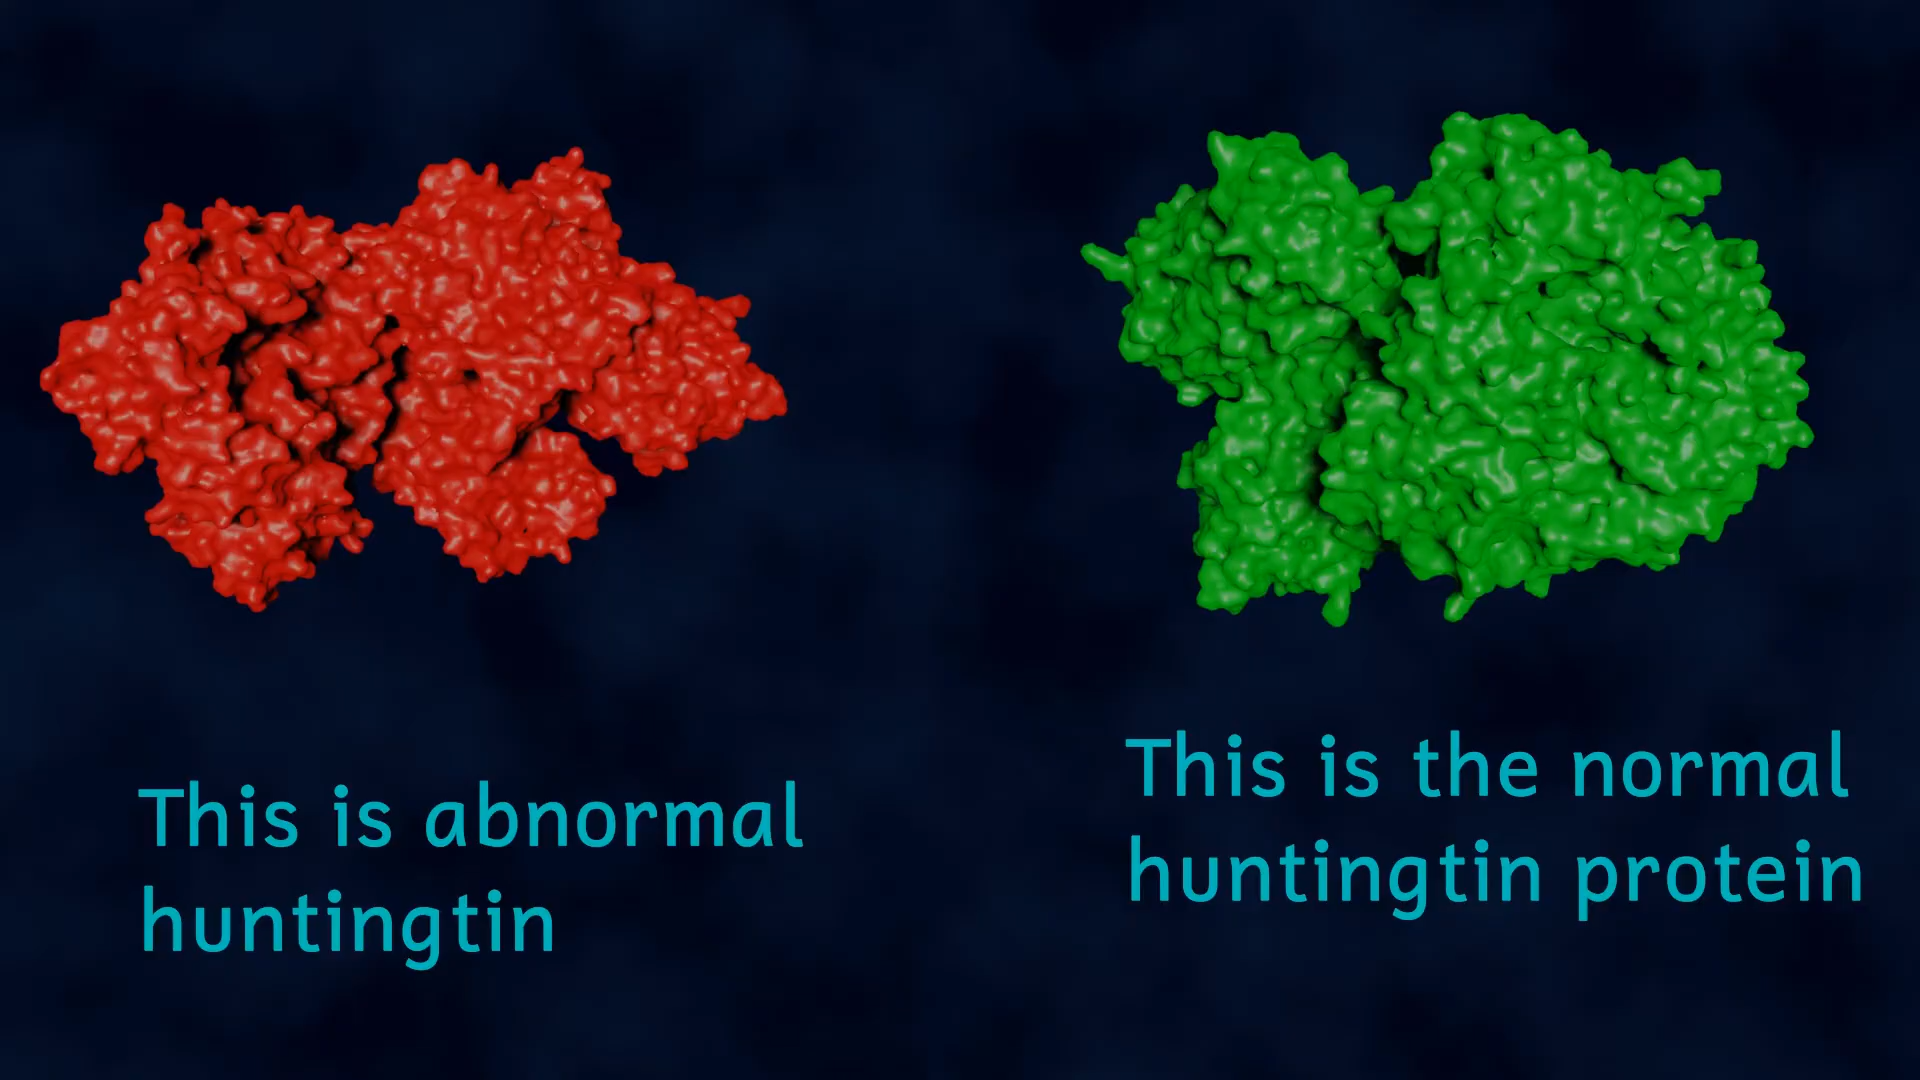 This is abnormal
huntingtin
This is the normal
huntingtin protein